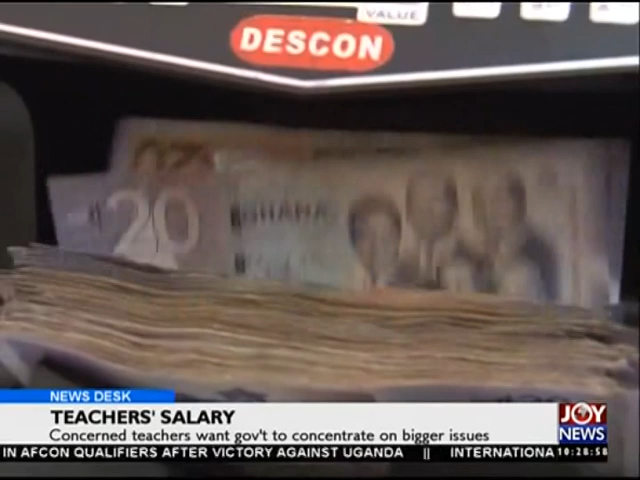 VALUE
DESCON
20
GHANA
NEWS DESK
TEACHERS' SALARY
Concerned teachers want gov't to concentrate on bigger issues
JOY
NEWS
IN AFCON QUALIFIERS AFTER VICTORY AGAINST UGANDA || INTERNATIONA
10:28:58